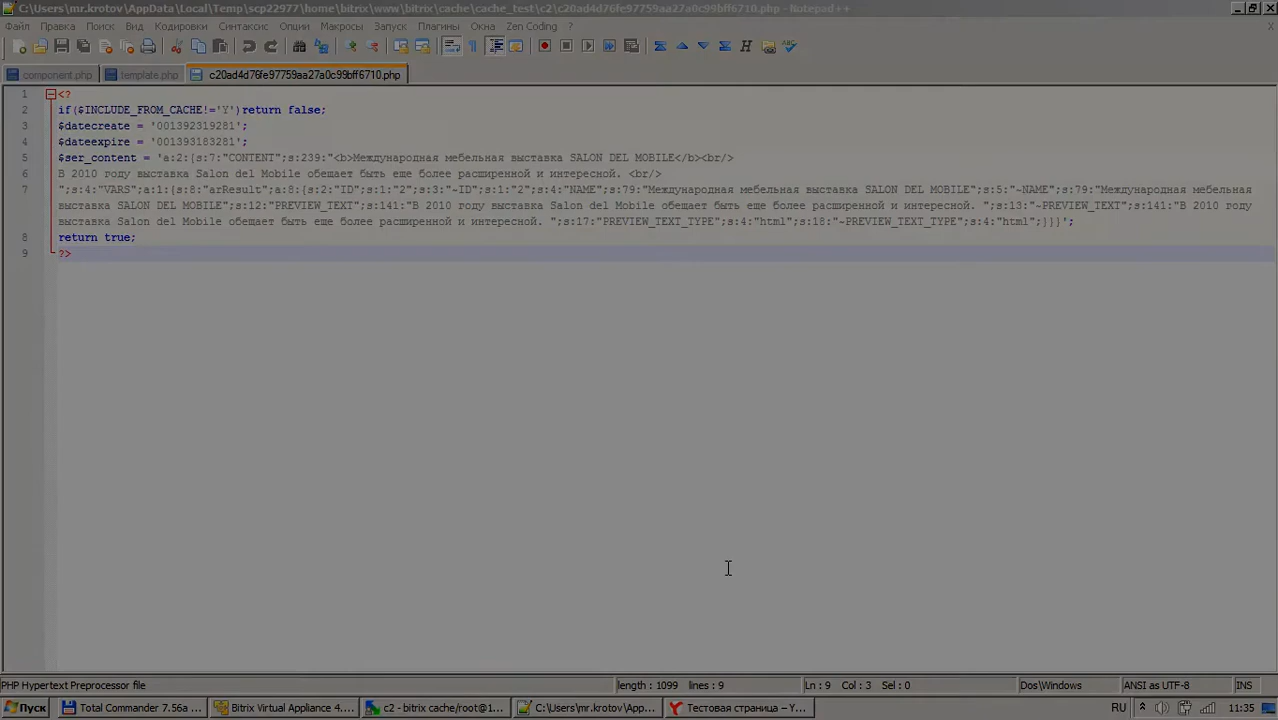 C:\Users\mr.krotov\AppData\Local\Temp\scp22977\home\bitrix\www\bitrix\cache\cache_test\c2\c20ad4d76fe97759aa27a0c99bff6710.php - Notepad++
Файл Правка Поиск Вид Кодировки Синтаксис Опции Макросы Запуск Плагины Окна Zen Coding ? X
component.php template.php c20ad4d76fe97759aa27a0c99bff6710.php
1 <?
2 if($INCLUDE_FROM_CACHE!='Y')return false;
3 $datecreate = '001392319281';
4 $dateexpire = '001393183281';
5 $ser_content = 'a:2:{s:7:"CONTENT";s:239:"<b>Международная мебельная выставка SALON DEL MOBILE</b><br/>
6 В 2010 году выставка Salon del Mobile обещает быть еще более расширенной и интересной. <br/>
7 ";s:4:"VARS";a:1:{s:8:"arResult";a:8:{s:2:"ID";s:1:"2";s:3:"~ID";s:1:"2";s:4:"NAME";s:79:"Международная мебельная выставка SALON DEL MOBILE";s:5:"~NAME";s:79:"Международная мебельная
выставка SALON DEL MOBILE";s:12:"PREVIEW_TEXT";s:141:"В 2010 году выставка Salon del Mobile обещает быть еще более расширенной и интересной. ";s:13:"~PREVIEW_TEXT";s:141:"В 2010 году
выставка Salon del Mobile обещает быть еще более расширенной и интересной. ";s:17:"PREVIEW_TEXT_TYPE";s:4:"html";s:18:"~PREVIEW_TEXT_TYPE";s:4:"html";}}}';
8 return true;
9 ?>
PHP Hypertext Preprocessor file length : 1099 lines : 9 Ln : 9 Col : 3 Sel : 0 Dos\Windows ANSI as UTF-8 INS
Пуск Total Commander 7.56a ... Bitrix Virtual Appliance 4.... c2 - bitrix cache/root@1... C:\Users\mr.krotov\App... Тестовая страница – Y... RU 11:35